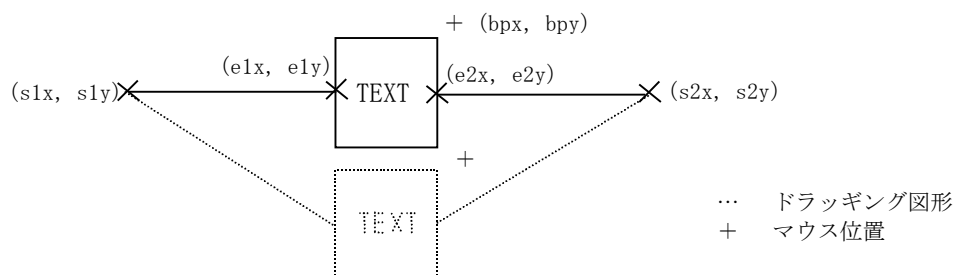 + (bpx, bpy)
(e1x, e1y)
(e2x, e2y)
(s1x, s1y)
TEXT
(s2x, s2y)
+
TEXT
… ドラッギング図形
+ マウス位置